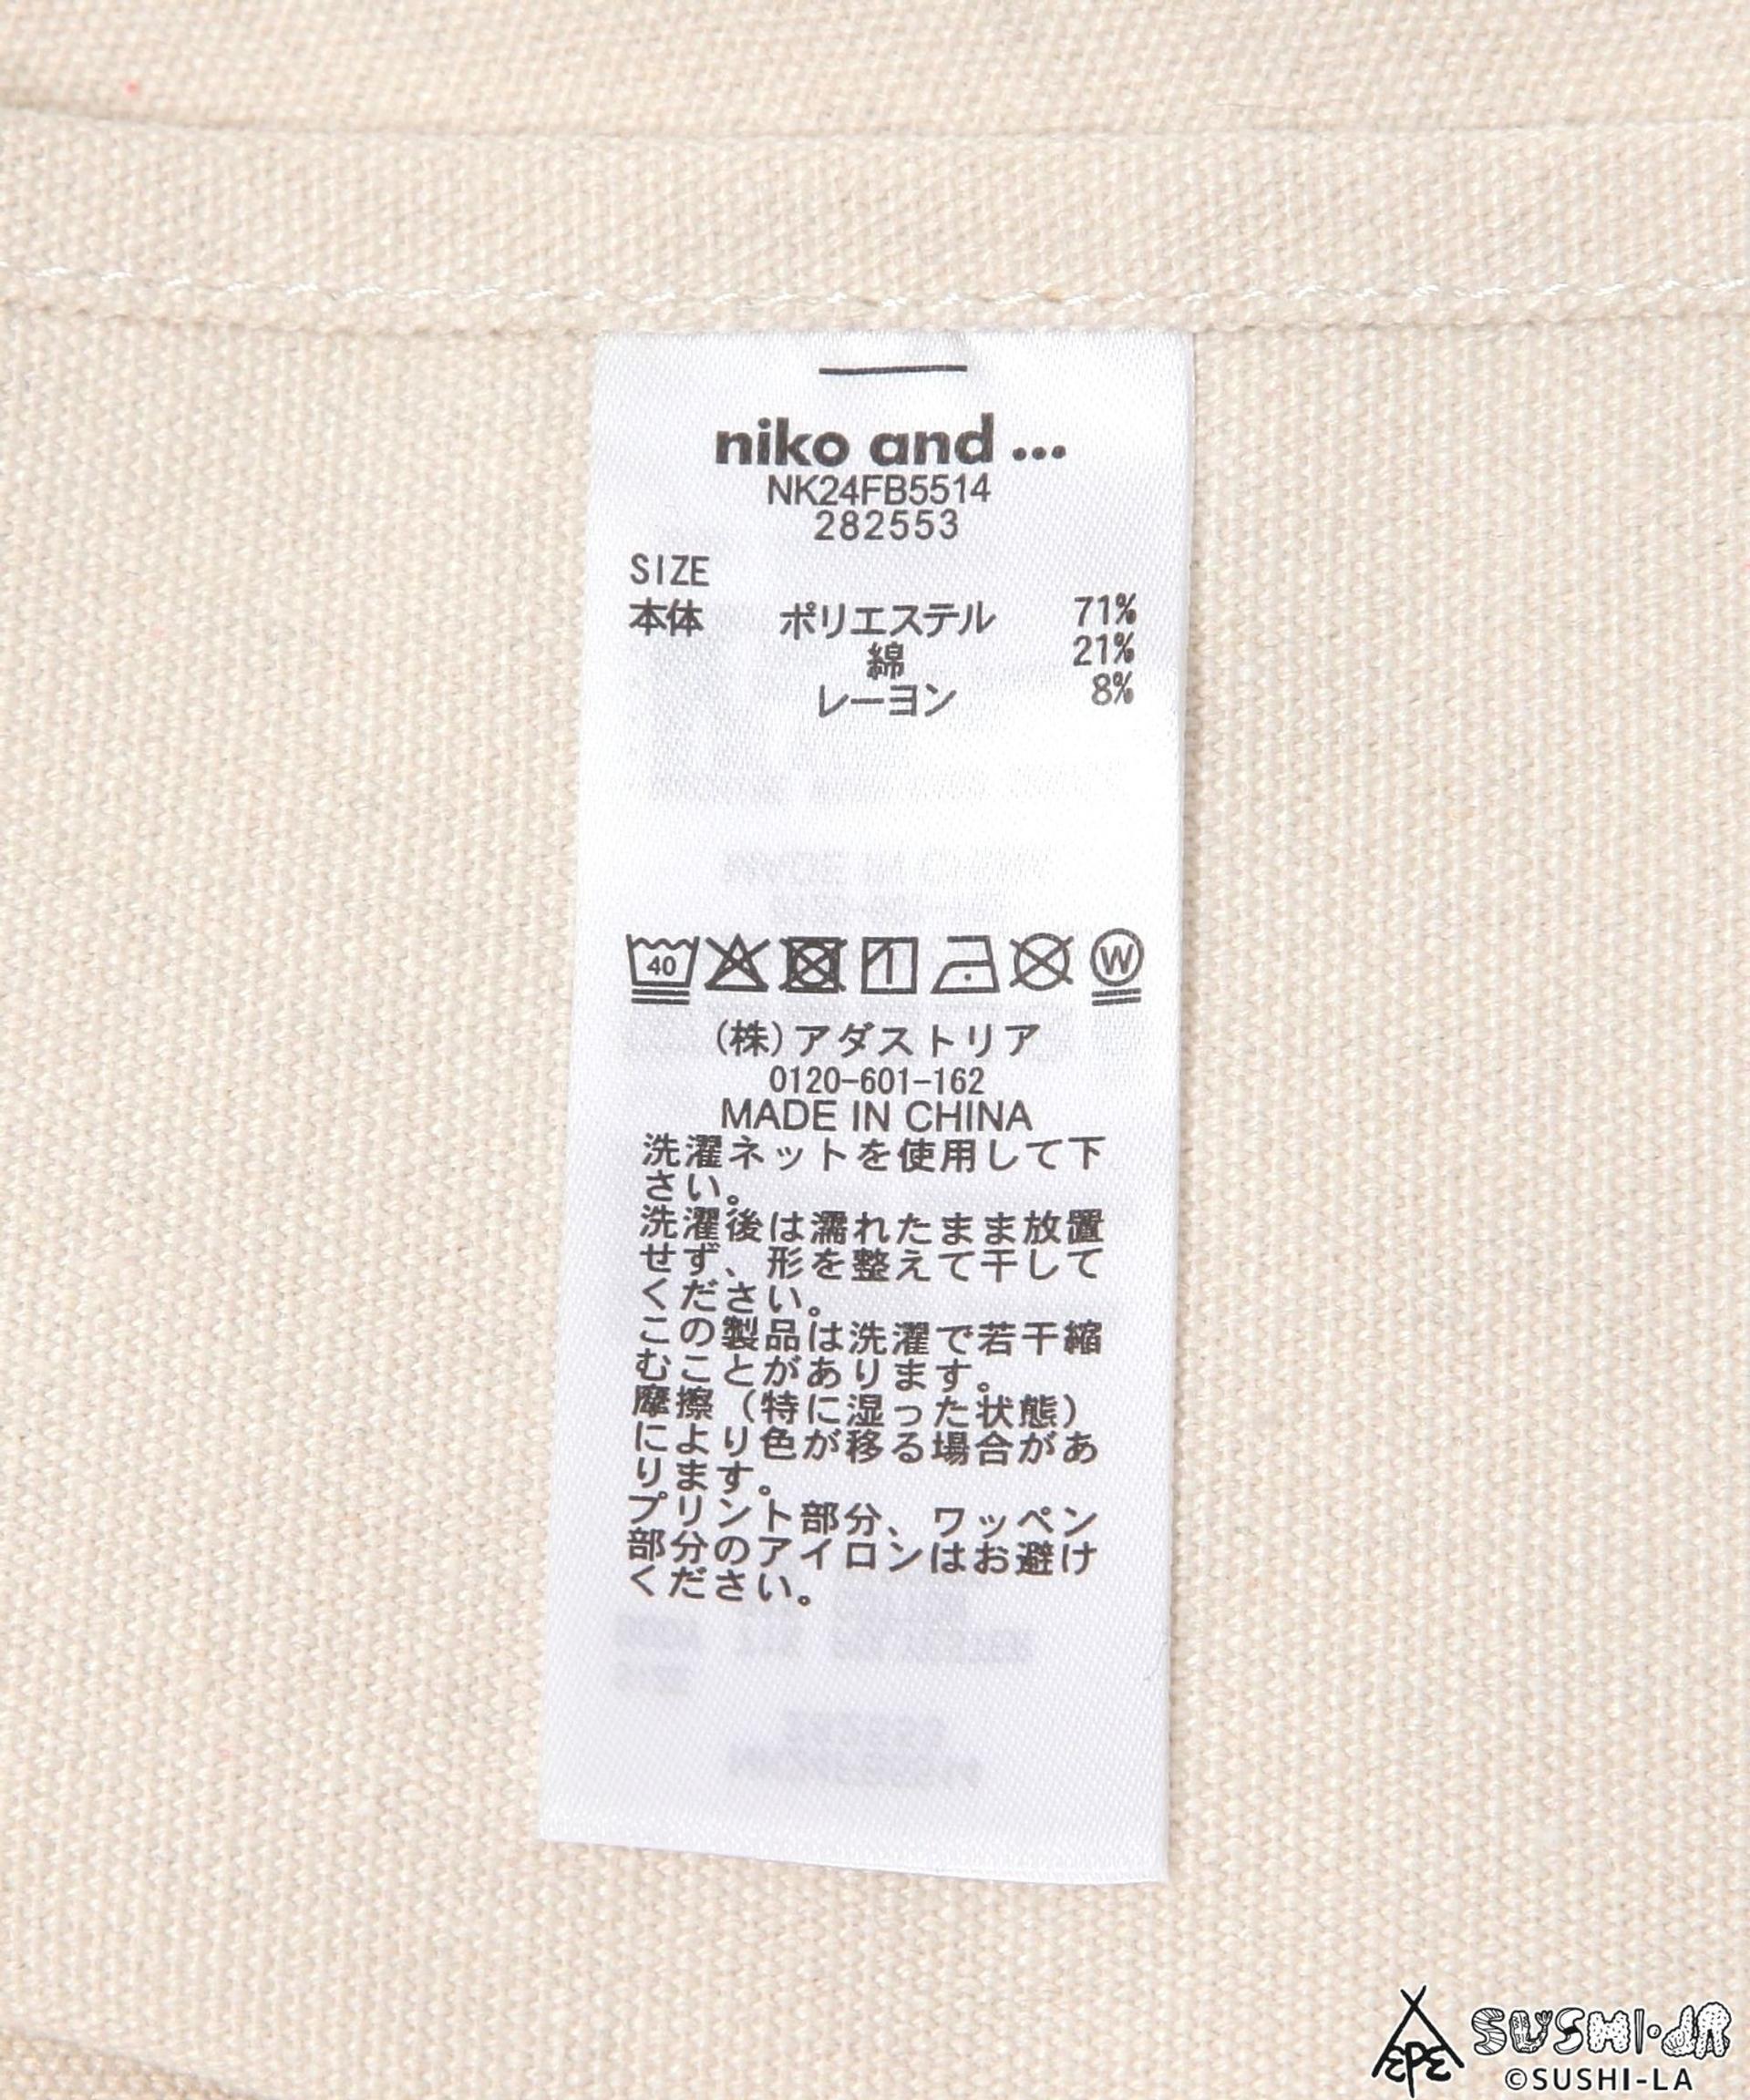 niko and ...
NK24FB5514
282553
SIZE
本体 ポリエステル 71%
綿 21%
レーヨン 8%
40
W
(株)アダストリア
0120-601-162
MADE IN CHINA
洗濯ネットを使用して下
さい。
洗濯後は濡れたまま放置
せず、形を整えて干して
ください。
この製品は洗濯で若干縮
むことがあります。
摩擦（特に湿った状態）
により色が移る場合があ
ります。
プリント部分、ワッペン
部分のアイロンはお避け
ください。
EPE SUSHI・JR
©SUSHI-LA